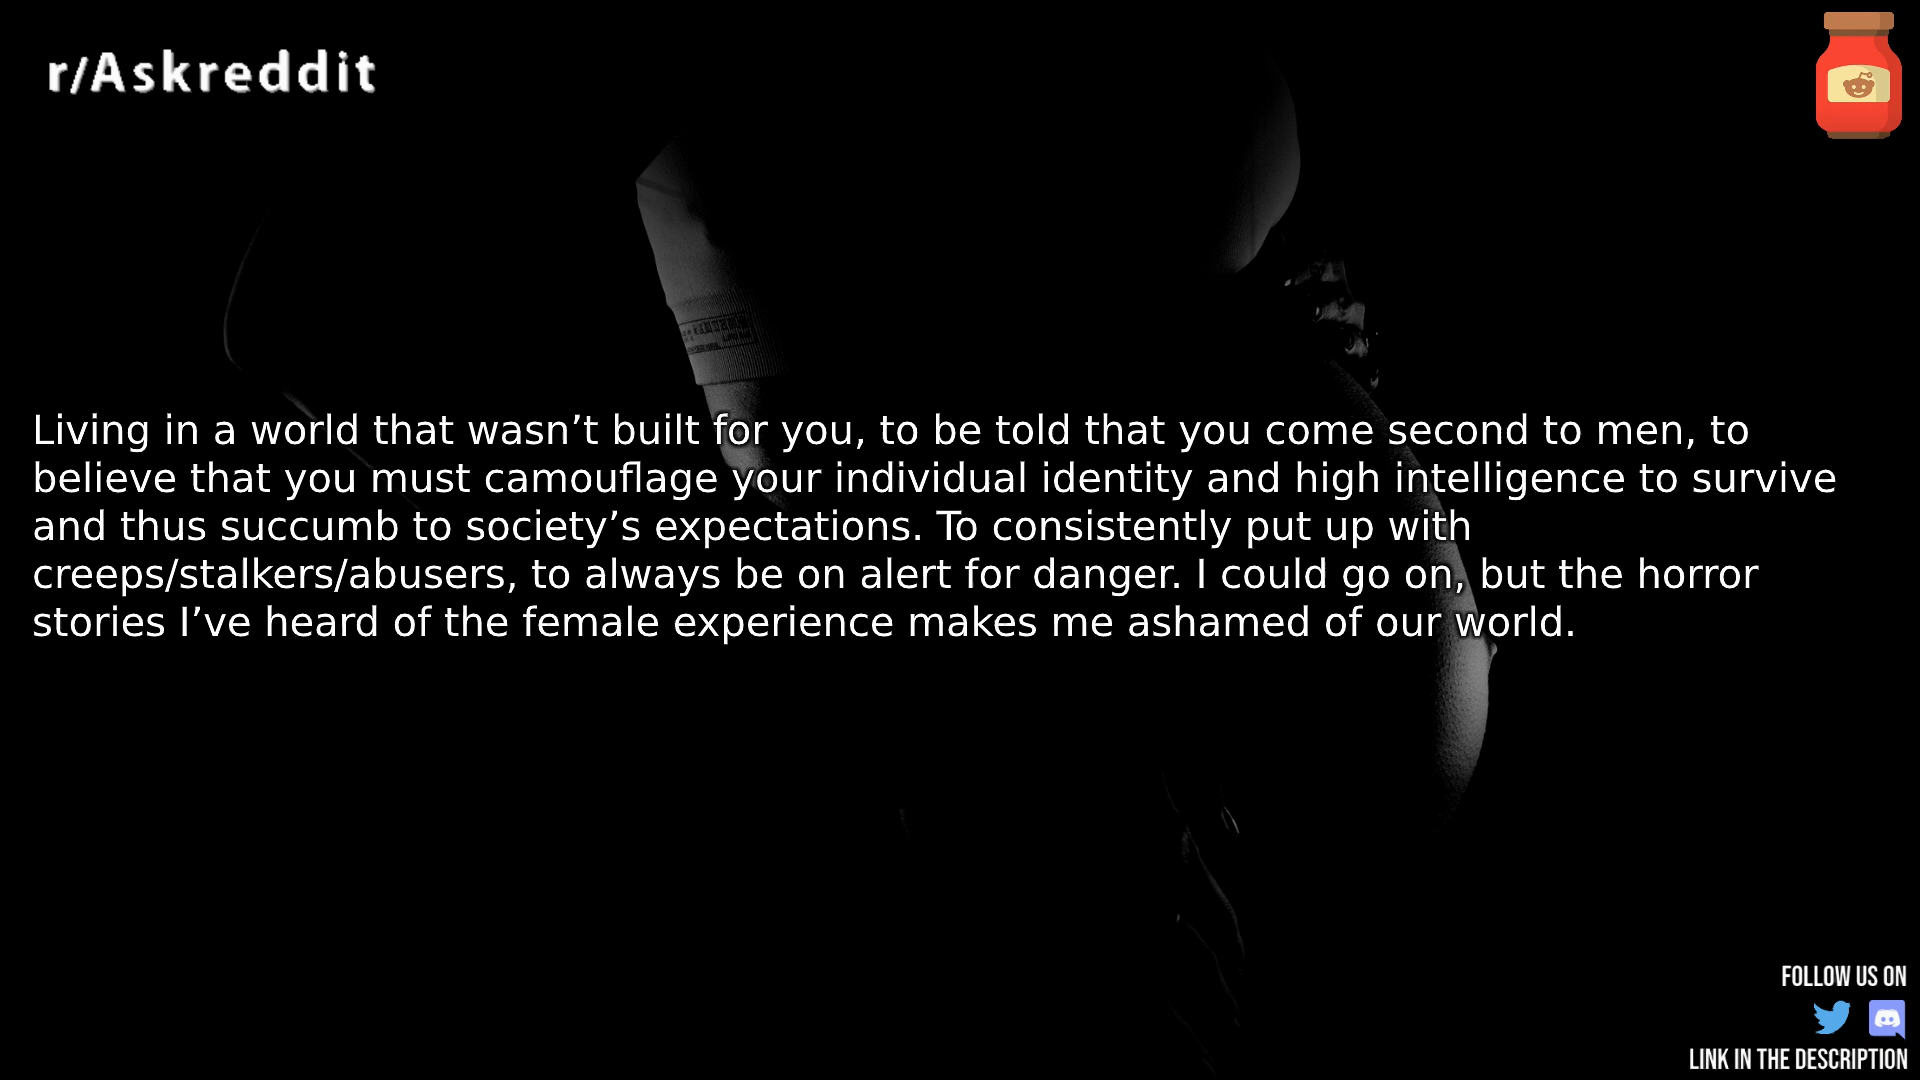 r/Askreddit
Living in a world that wasn’t built for you, to be told that you come second to men, to
believe that you must camouflage your individual identity and high intelligence to survive
and thus succumb to society’s expectations. To consistently put up with
creeps/stalkers/abusers, to always be on alert for danger. I could go on, but the horror
stories I’ve heard of the female experience makes me ashamed of our world.
FOLLOW US ON
LINK IN THE DESCRIPTION